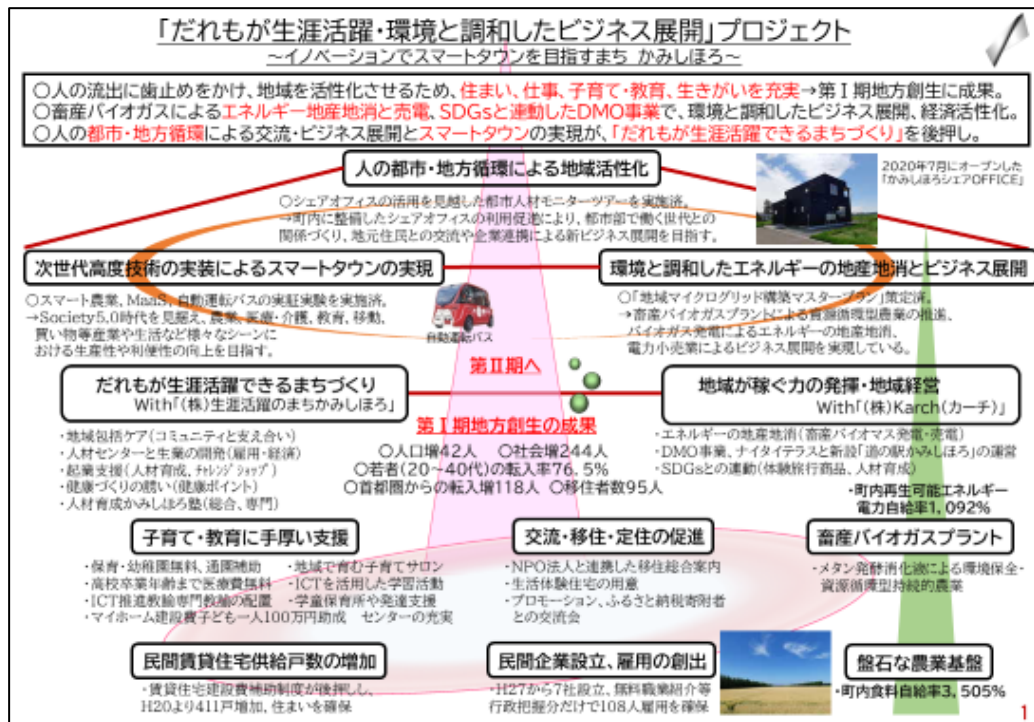 「だれもが生涯活躍・環境と調和したビジネス展開」プロジェクト
~イノベーションでスマートタウンを目指すまち かみしほろ~
○人の流出に歯止めをかけ、地域を活性化させるため、住まい、仕事、子育て・教育、生きがいを充実→第Ⅰ期地方創生に成果。
○畜産バイオガスによるエネルギー地産地消と売電、SDGsと連動したDMO事業で、環境と調和したビジネス展開、経済活性化。
○人の都市・地方循環による交流・ビジネス展開とスマートタウンの実現が、「だれもが生涯活躍できるまちづくり」を後押し。
人の都市・地方循環による地域活性化
2020年7月にオープンした
「かみしほろシェアOFFICE」
○シェアオフィスの活用を見越した都市人材モニターツアーを実施済。
→町内に整備したシェアオフィスの利用促進により、都市部で働く世代との
関係づくり、地元住民との交流や企業連携による新ビジネス展開を目指す。
次世代高度技術の実装によるスマートタウンの実現
○スマート農業、MaaS、自動運転バスの実証実験を実施済。
→Society5.0時代を見据え、農業、医療・介護、教育、移動、
買い物等産業や生活など様々なシーンに
おける生産性や利便性の向上を目指す。
自動運転バス
環境と調和したエネルギーの地産地消とビジネス展開
○「地域マイクログリッド構築マスタープラン」策定済。
→畜産バイオガスプラントによる資源循環型農業の推進、
バイオガス発電によるエネルギーの地産地消、
電力小売業によるビジネス展開を実現している。
第Ⅱ期へ
だれもが生涯活躍できるまちづくり
With「(株)生涯活躍のまちかみしほろ」
・地域包括ケア(コミュニティと支え合い)
・人材センターと生業の開発(雇用・経済)
・起業支援(人材育成、チャレンジショップ)
・健康づくりの誘い(健康ポイント)
・人材育成かみしほろ塾(総合、専門)
第Ⅰ期地方創生の成果
○人口増42人 ○社会増244人
○若者(20~40代)の転入率76.5%
○首都圏からの転入増118人 ○移住者数95人
地域が稼ぐ力の発揮・地域経営
With「(株)Karch(カーチ)」
・エネルギーの地産地消(畜産バイオマス発電・売電)
・DMO事業、ナイタイテラスと新設「道の駅かみしほろ」の運営
・SDGsとの連動(体験旅行商品、人材育成)
・町内再生可能エネルギー
電力自給率1,092%
子育て・教育に手厚い支援
・保育・幼稚園無料、通園補助 ・地域で育む子育てサロン
・高校卒業年齢まで医療費無料 ・ICTを活用した学習活動
・ICT推進教諭専門教諭の配置 ・学童保育所や発達支援
・マイホーム建設費子ども一人100万円助成 センターの充実
交流・移住・定住の促進
・NPO法人と連携した移住総合案内
・生活体験住宅の用意
・プロモーション、ふるさと納税寄附者
との交流会
畜産バイオガスプラント
・メタン発酵消化液による環境保全・
資源循環型持続的農業
民間賃貸住宅供給戸数の増加
・賃貸住宅建設費補助制度が後押しし、
H20より411戸増加、住まいを確保
民間企業設立、雇用の創出
・H27から7社設立、無料職業紹介等
行政把握分だけで108人雇用を確保
盤石な農業基盤
・町内食料自給率3,505%
1